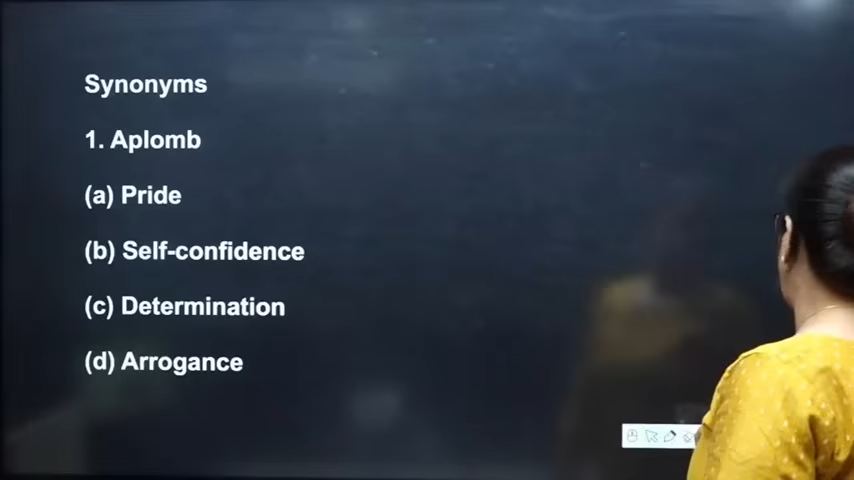 Synonyms
1. Aplomb
(a) Pride
(b) Self-confidence
(c) Determination
(d) Arrogance